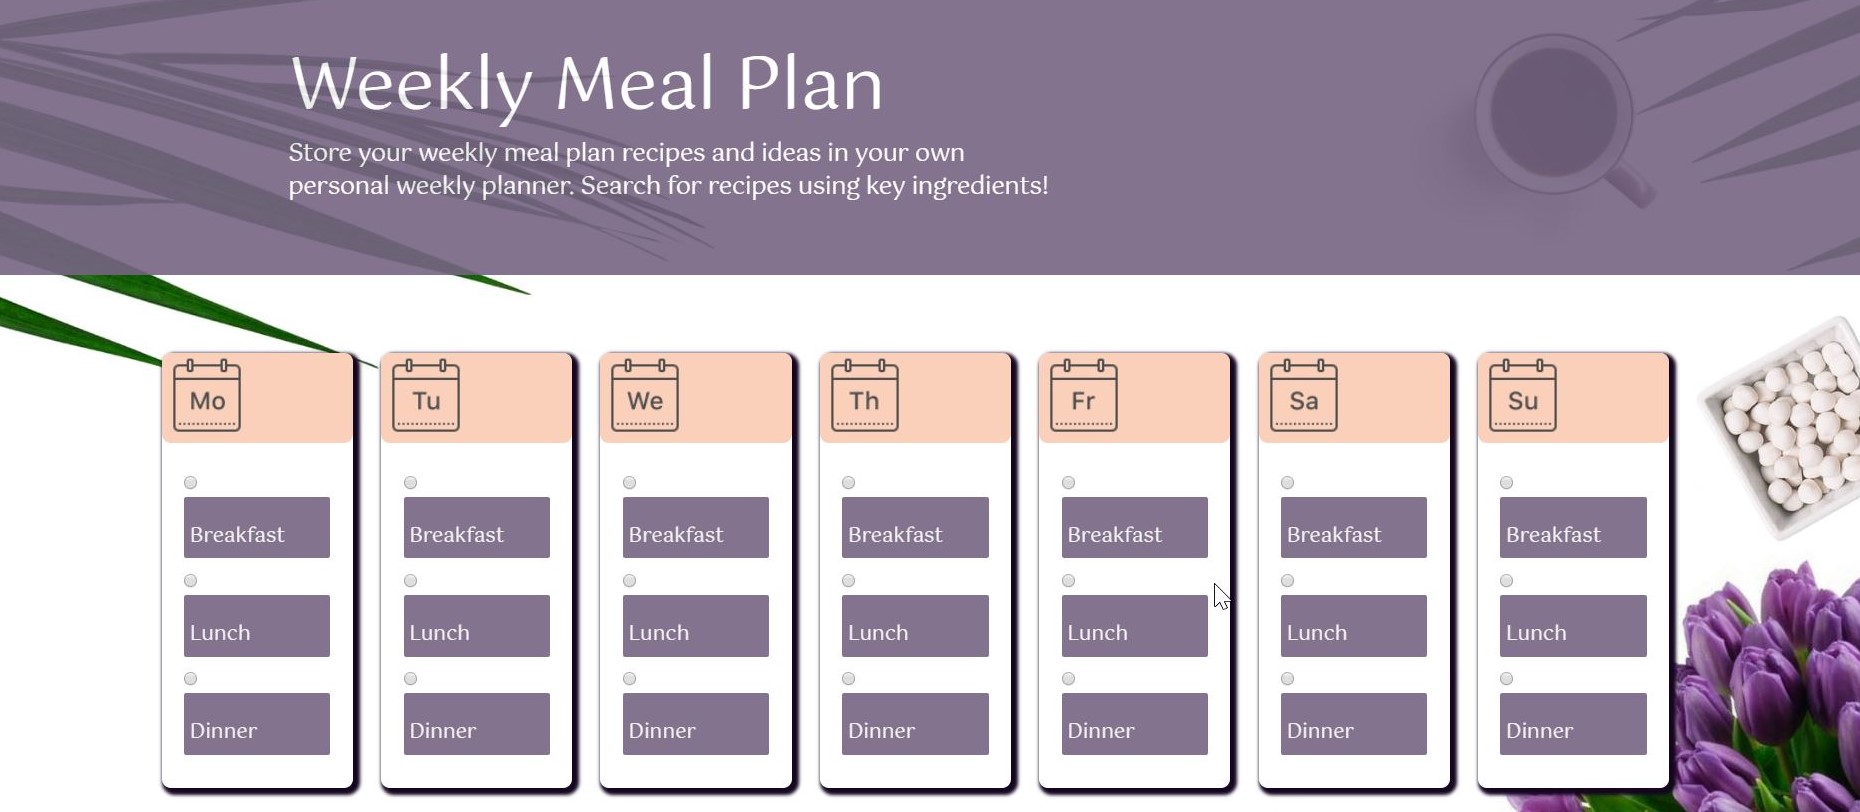 Weekly Meal Plan
Store your weekly meal plan recipes and ideas in your own
personal weekly planner. Search for recipes using key ingredients!
Mo
Tu
We
Th
Fr
Sa
Su
Breakfast
Breakfast
Breakfast
Breakfast
Breakfast
Breakfast
Breakfast
Lunch
Lunch
Lunch
Lunch
Lunch
Lunch
Lunch
Dinner
Dinner
Dinner
Dinner
Dinner
Dinner
Dinner